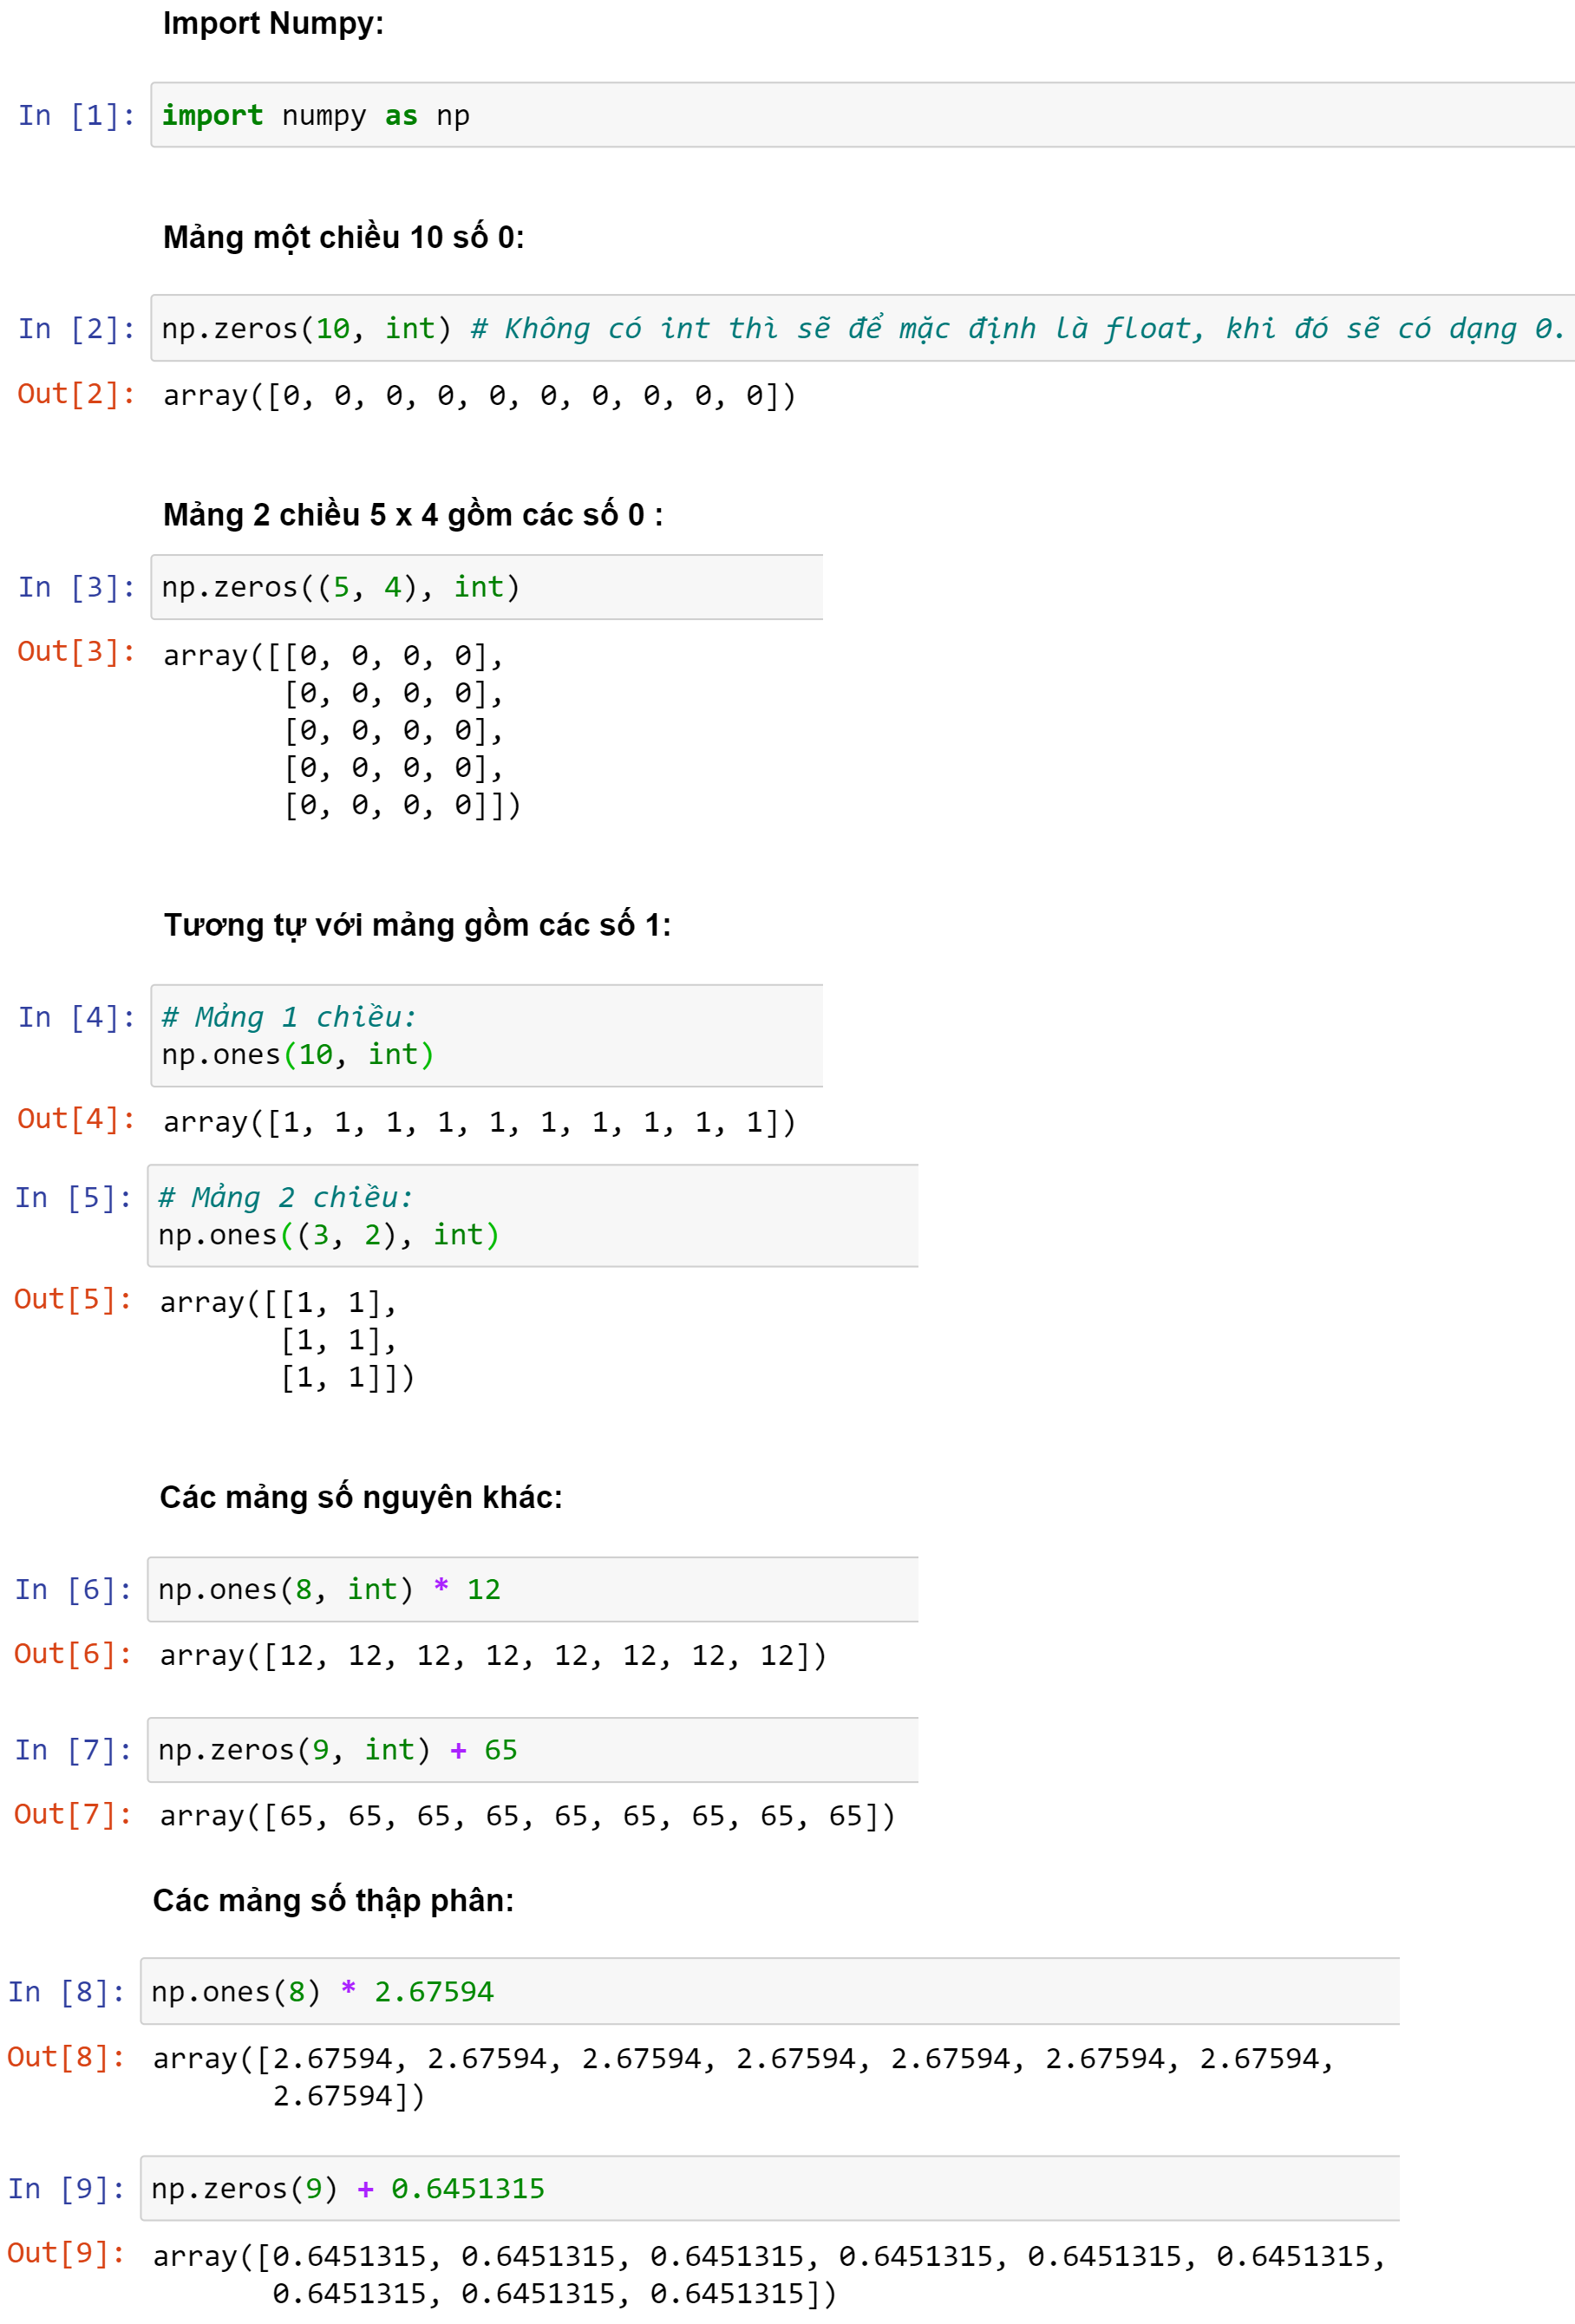 Import Numpy:
In [1]: import numpy as np
Mảng một chiều 10 số 0:
In [2]: np.zeros(10, int) # Không có int thì sẽ để mặc định là float, khi đó sẽ có dạng 0.
Out[2]: array([0, 0, 0, 0, 0, 0, 0, 0, 0, 0])
Mảng 2 chiều 5 x 4 gồm các số 0 :
In [3]: np.zeros((5, 4), int)
Out[3]: array([[0, 0, 0, 0],
[0, 0, 0, 0],
[0, 0, 0, 0],
[0, 0, 0, 0],
[0, 0, 0, 0]])
Tương tự với mảng gồm các số 1:
In [4]: # Mảng 1 chiều:
np.ones(10, int)
Out[4]: array([1, 1, 1, 1, 1, 1, 1, 1, 1, 1])
In [5]: # Mảng 2 chiều:
np.ones((3, 2), int)
Out[5]: array([[1, 1],
[1, 1],
[1, 1]])
Các mảng số nguyên khác:
In [6]: np.ones(8, int) * 12
Out[6]: array([12, 12, 12, 12, 12, 12, 12, 12])
In [7]: np.zeros(9, int) + 65
Out[7]: array([65, 65, 65, 65, 65, 65, 65, 65, 65])
Các mảng số thập phân:
In [8]: np.ones(8) * 2.67594
Out[8]: array([2.67594, 2.67594, 2.67594, 2.67594, 2.67594, 2.67594, 2.67594,
2.67594])
In [9]: np.zeros(9) + 0.6451315
Out[9]: array([0.6451315, 0.6451315, 0.6451315, 0.6451315, 0.6451315, 0.6451315,
0.6451315, 0.6451315, 0.6451315])